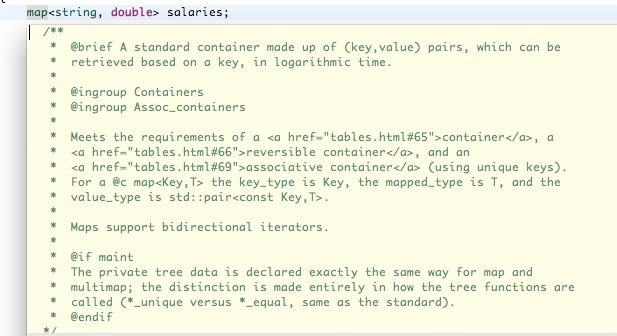 map<string, double> salaries;
/**
* @brief A standard container made up of (key,value) pairs, which can be
* retrieved based on a key, in logarithmic time.
*
* @ingroup Containers
* @ingroup Assoc_containers
*
* Meets the requirements of a <a href="tables.html#65">container</a>, a
* <a href="tables.html#66">reversible container</a>, and an
* <a href="tables.html#69">associative container</a> (using unique keys).
* For a @c map<Key,T> the key_type is Key, the mapped_type is T, and the
* value_type is std::pair<const Key,T>.
*
* Maps support bidirectional iterators.
*
* @if maint
* The private tree data is declared exactly the same way for map and
* multimap; the distinction is made entirely in how the tree functions are
* called (*_unique versus *_equal, same as the standard).
* @endif
*/